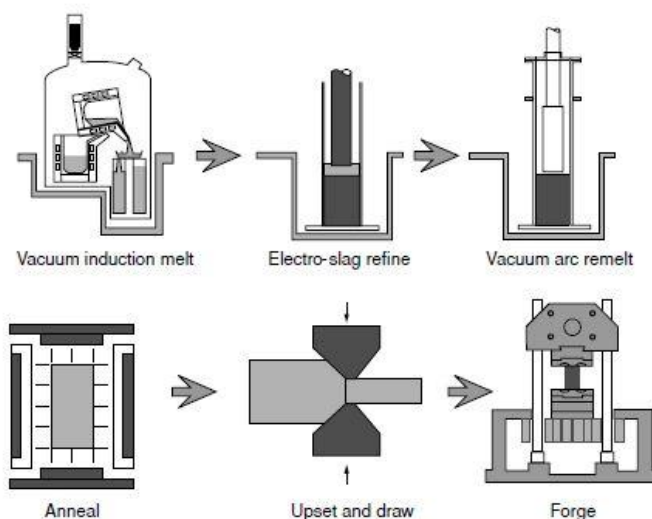 Vacuum induction melt
Electro-slag refine
Vacuum arc remelt
Anneal
Upset and draw
Forge